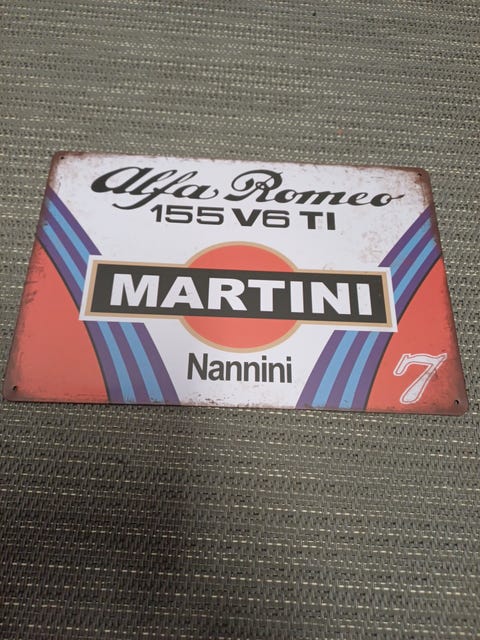 Alfa Romeo
155 V6 TI
MARTINI
Nannini
7